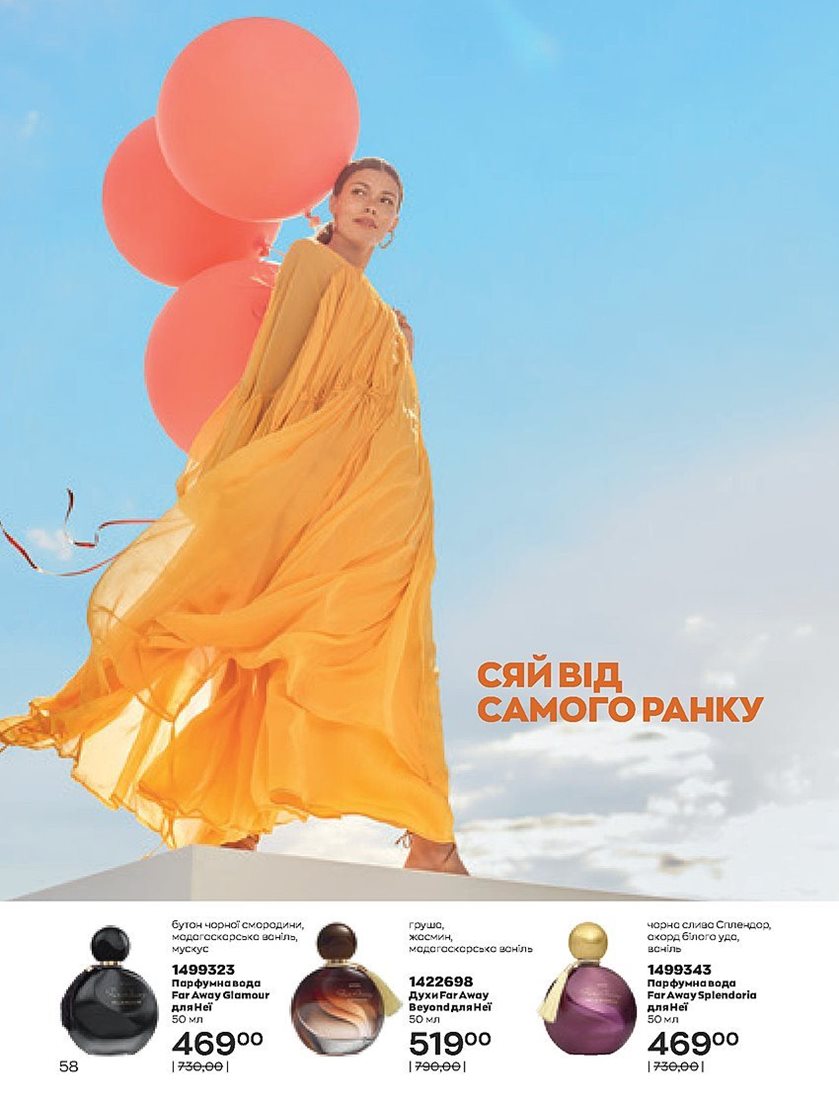 СЯЙ ВІД
САМОГО РАНКУ
бутон чорної смородини,
мадагаскарська ваніль,
мускус
1499323
Парфумна вода
Far Away Glamour
для Неї
50 мл
46900
| 730,00 |
груша,
жасмин,
мадагаскарська ваніль
1422698
Духи Far Away
Beyond для Неї
50 мл
51900
| 790,00 |
чорна слива Сплендор,
акорд білого уда,
ваніль
1499343
Парфумна вода
Far Away Splendoria
для Неї
50 мл
46900
| 730,00 |
58